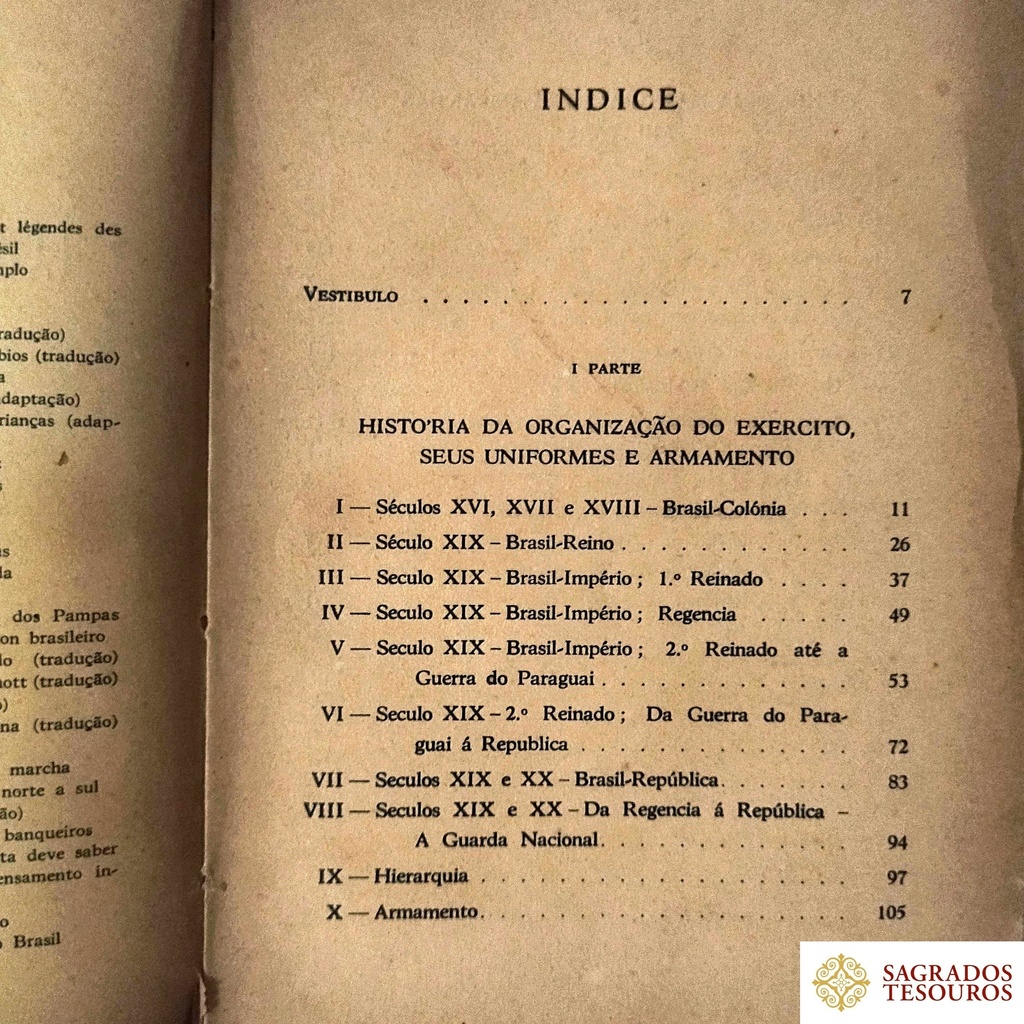 t légendes des
mplo
radução)
bios (tradução)
a
daptação)
rianças (adap-
s
as
da
dos Pampas
on brasileiro
lo (tradução)
nott (tradução)
)
na (tradução)
marcha
norte a sul
ão)
banqueiros
ta deve saber
ensamento in-
o
Brasil
INDICE
VESTIBULO . . . . . . . . . . . . . . . . . . . . . . 7
I PARTE
HISTO'RIA DA ORGANIZAÇÃO DO EXERCITO,
SEUS UNIFORMES E ARMAMENTO
I — Séculos XVI, XVII e XVIII – Brasil-Colónia . . . 11
II — Século XIX – Brasil-Reino . . . . . . . . . . . 26
III — Seculo XIX – Brasil-Império ; 1.º Reinado . . . . 37
IV — Seculo XIX – Brasil-Império ; Regencia . . . . . 49
V — Seculo XIX – Brasil-Império ; 2.º Reinado até a
Guerra do Paraguai . . . . . . . . . . . . . 53
VI — Seculo XIX – 2.º Reinado ; Da Guerra do Para-
guai á Republica . . . . . . . . . . . . . . 72
VII — Seculos XIX e XX – Brasil-República. . . . . . . 83
VIII — Seculos XIX e XX – Da Regencia á República –
A Guarda Nacional. . . . . . . . . . . . . 94
IX — Hierarquia . . . . . . . . . . . . . . . . . . . 97
X — Armamento. . . . . . . . . . . . . . . . . . . 105
SAGRADOS
TESOUROS